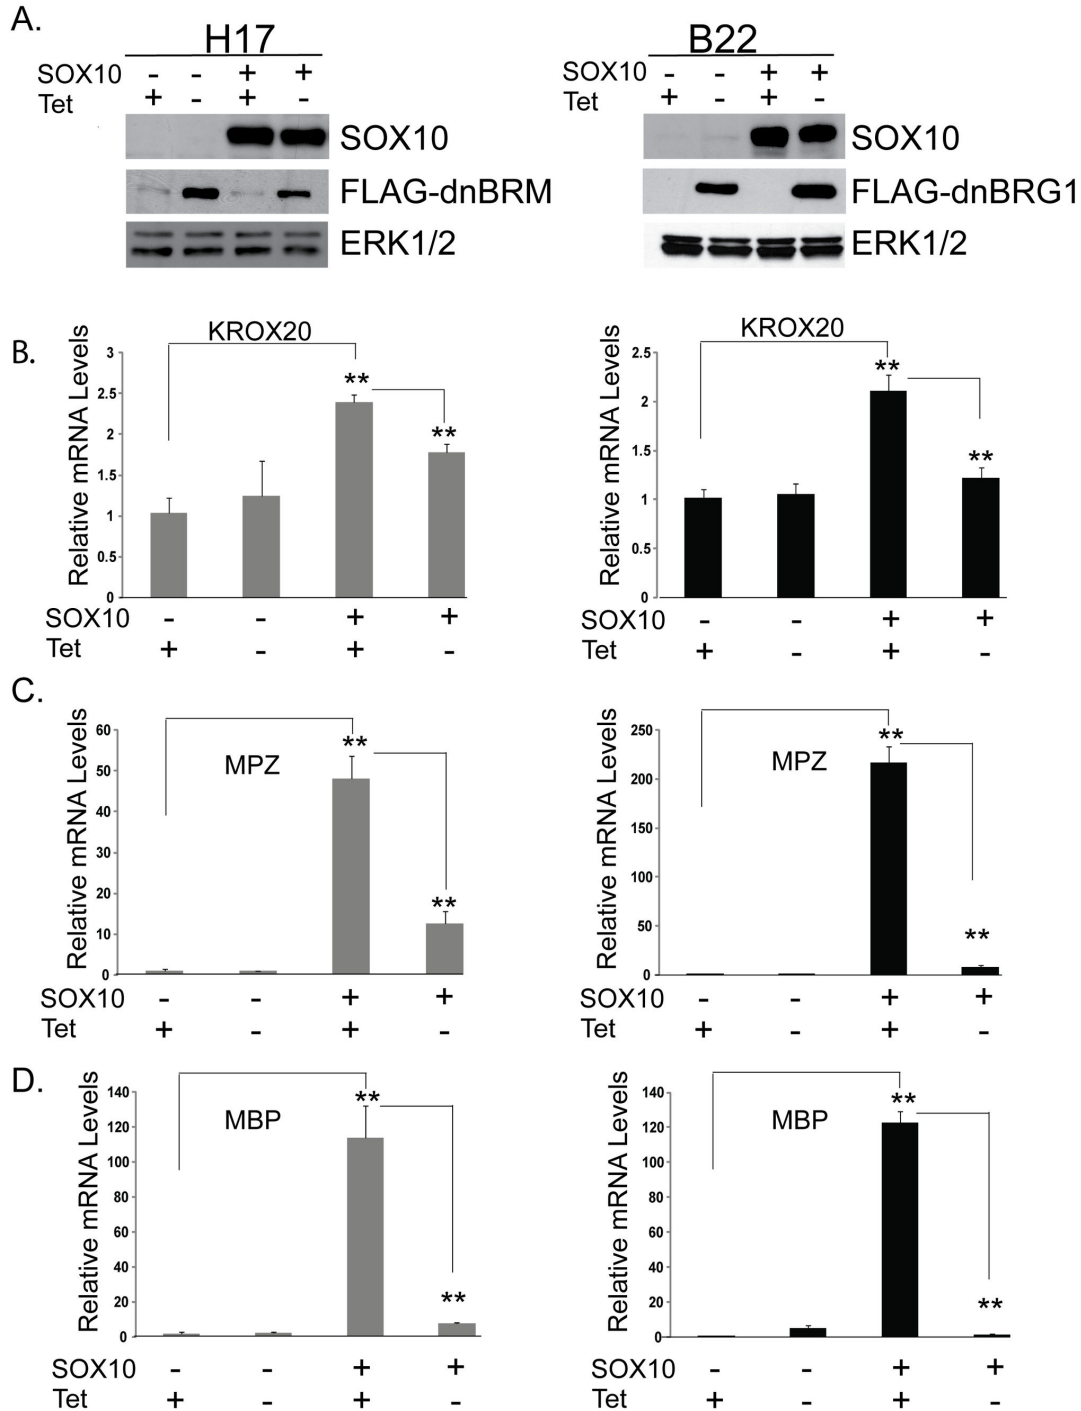 A.
H17
B22
SOX10 - - + +
SOX10 - - + +
Tet + - + -
Tet + - + -
SOX10
SOX10
FLAG-dnBRM
FLAG-dnBRG1
ERK1/2
ERK1/2
B.
KROX20
Relative mRNA Levels
3
2.5
2
1.5
1
0.5
0
** **
SOX10 - - + +
Tet + - + -
KROX20
Relative mRNA Levels
2.5
2
1.5
1
0.5
0
** **
SOX10 - - + +
Tet + - + -
C.
MPZ
Relative mRNA Levels
60
50
40
30
20
10
0
** **
SOX10 - - + +
Tet + - + -
MPZ
Relative mRNA Levels
250
200
150
100
50
0
** **
SOX10 - - + +
Tet + - + -
D.
MBP
Relative mRNA Levels
140
120
100
80
60
40
20
0
** **
SOX10 - - + +
Tet + - + -
MBP
Relative mRNA Levels
140
120
100
80
60
40
20
0
** **
SOX10 - - + +
Tet + - + -